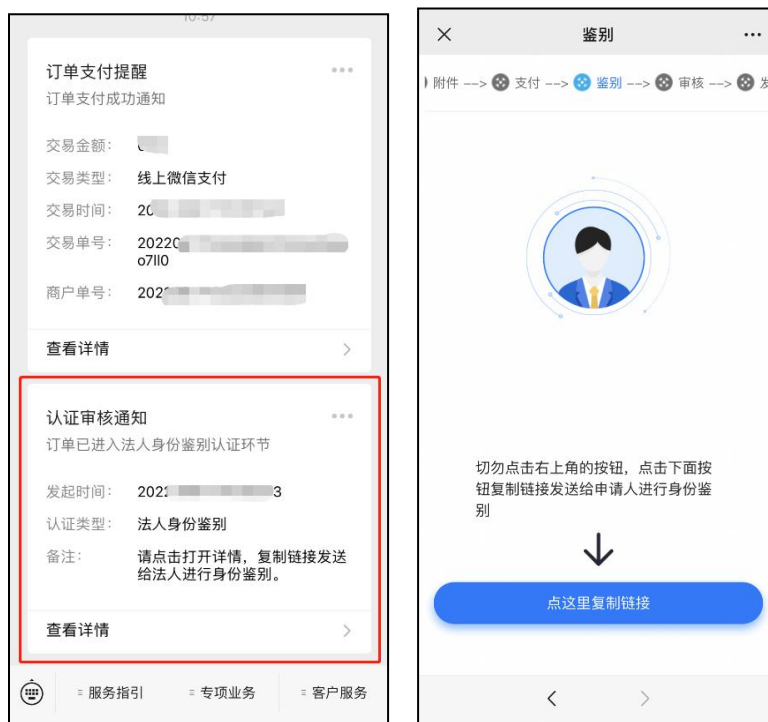 10:57
订单支付提醒
订单支付成功通知
交易金额：
交易类型： 线上微信支付
交易时间： 20
交易单号： 20220
o7ll0
商户单号： 202
查看详情
认证审核通知
订单已进入法人身份鉴别认证环节
发起时间： 202 3
认证类型： 法人身份鉴别
备注： 请点击打开详情，复制链接发送
给法人进行身份鉴别。
查看详情
服务指引 专项业务 客户服务
鉴别
附件 --> 支付 --> 鉴别 --> 审核 --> 发
切勿点击右上角的按钮，点击下面按
钮复制链接发送给申请人进行身份鉴
别
点这里复制链接